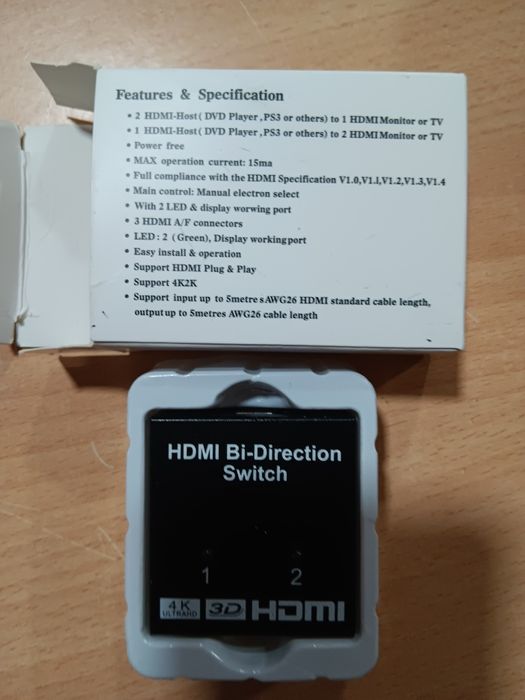 Features & Specification
• 2 HDMI-Host( DVD Player ,PS3 or others) to 1 HDMI Monitor or TV
• 1 HDMI-Host( DVD Player ,PS3 or others) to 2 HDMI Monitor or TV
• Power free
• MAX operation current: 15ma
• Full compliance with the HDMI Specification V1.0,V1.1,V1.2,V1.3,V1.4
• Main control: Manual electron select
• With 2 LED & display worwing port
• 3 HDMI A/F connectors
• LED: 2 (Green), Display workingport
• Easy install & operation
• Support HDMI Plug & Play
• Support 4K2K
• Support input up to 5metres AWG26 HDMI standard cable length,
output up to 5metres AWG26 cable length
HDMI Bi-Direction
Switch
1 2
4K ULTRAHD 3D HDMI